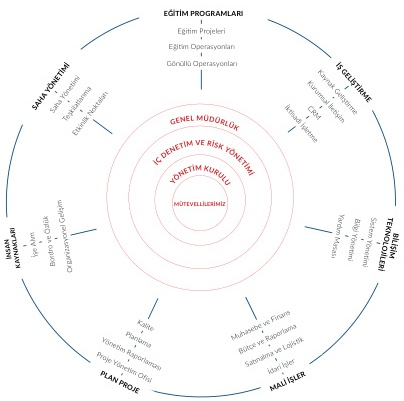 EĞİTİM PROGRAMLARI
Eğitim Projeleri
Eğitim Operasyonları
Gönüllü Operasyonları
İŞ GELİŞTİRME
Kaynak Geliştirme
Kurumsal İletişim
CRM
İktisadi İşletme
BİLİŞİM
TEKNOLOJİLERİ
Sistem Yönetimi
Bilgi Yönetimi
Yardım Masası
MALİ İŞLER
İdari İşler
Satınalma ve Lojistik
Bütçe ve Raporlama
Muhasebe ve Finans
PLAN PROJE
Proje Yönetim Ofisi
Yönetim Raporlaması
Planlama
Kalite
İNSAN
KAYNAKLARI
İşe Alım
Bordro ve Özlük
Organizasyonel Gelişim
SAHA YÖNETİMİ
Saha Yönetimi
Teşkilatlanma
Etkinlik Noktaları
GENEL MÜDÜRLÜK
İÇ DENETİM VE RİSK YÖNETİMİ
YÖNETİM KURULU
MÜTEVELLİLERİMİZ